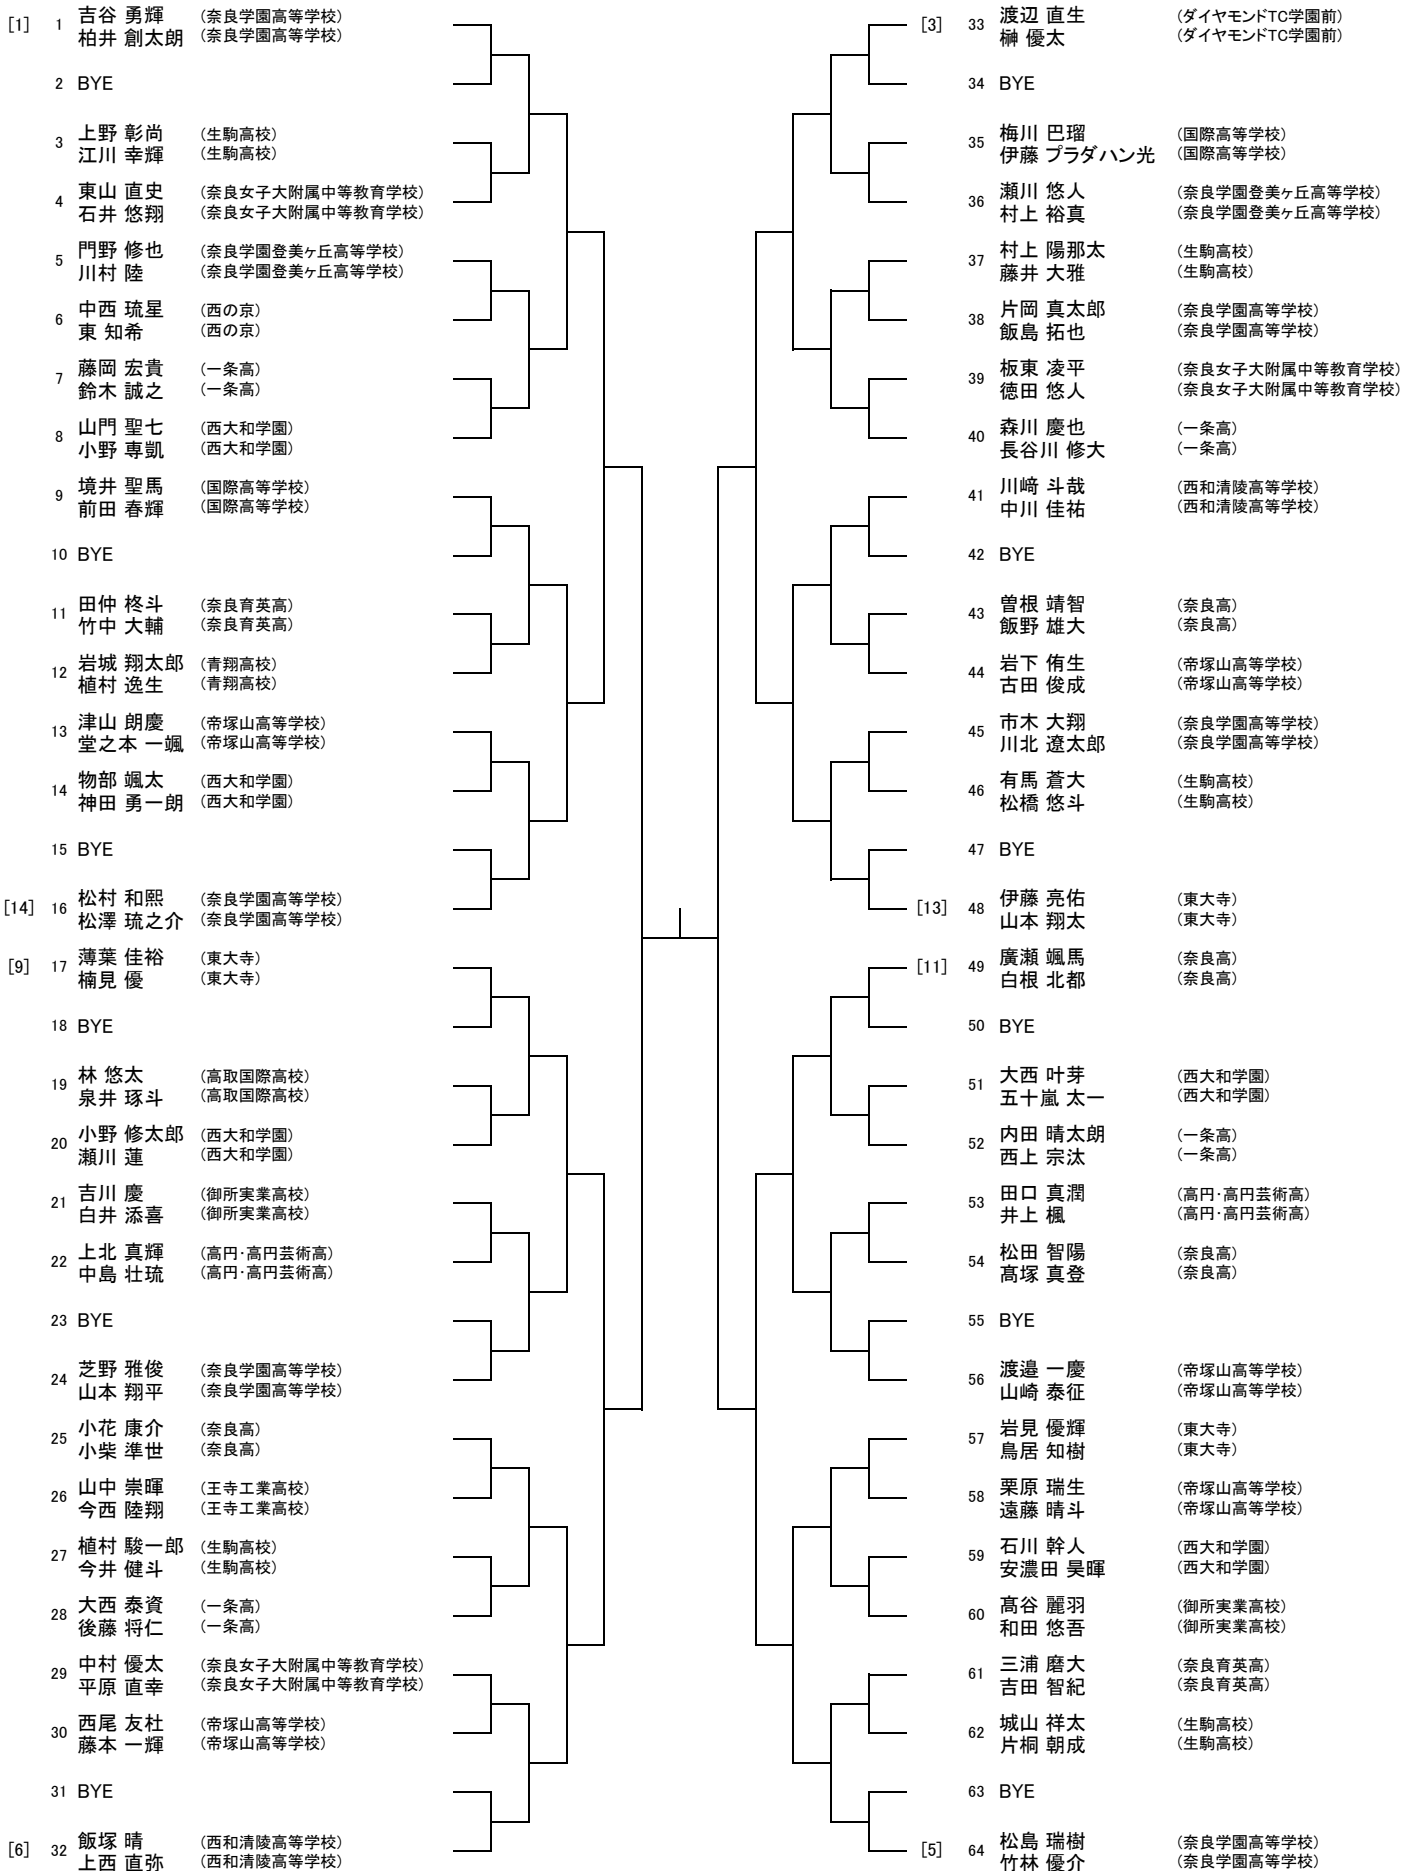 [1] 1 吉谷 勇輝 (奈良学園高等学校)
柏井 創太朗 (奈良学園高等学校)
2 BYE
3 上野 彰尚 (生駒高校)
江川 幸輝 (生駒高校)
4 東山 直史 (奈良女子大附属中等教育学校)
石井 悠翔 (奈良女子大附属中等教育学校)
5 門野 修也 (奈良学園登美ヶ丘高等学校)
川村 陸 (奈良学園登美ヶ丘高等学校)
6 中西 琉星 (西の京)
東 知希 (西の京)
7 藤岡 宏貴 (一条高)
鈴木 誠之 (一条高)
8 山門 聖七 (西大和学園)
小野 専凱 (西大和学園)
9 境井 聖馬 (国際高等学校)
前田 春輝 (国際高等学校)
10 BYE
11 田仲 柊斗 (奈良育英高)
竹中 大輔 (奈良育英高)
12 岩城 翔太郎 (青翔高校)
植村 逸生 (青翔高校)
13 津山 朗慶 (帝塚山高等学校)
堂之本 一颯 (帝塚山高等学校)
14 物部 颯太 (西大和学園)
神田 勇一朗 (西大和学園)
15 BYE
[14] 16 松村 和熙 (奈良学園高等学校)
松澤 琉之介 (奈良学園高等学校)
[9] 17 薄葉 佳裕 (東大寺)
楠見 優 (東大寺)
18 BYE
19 林 悠太 (高取国際高校)
泉井 琢斗 (高取国際高校)
20 小野 修太郎 (西大和学園)
瀬川 蓮 (西大和学園)
21 吉川 慶 (御所実業高校)
白井 添喜 (御所実業高校)
22 上北 真輝 (高円・高円芸術高)
中島 壮琉 (高円・高円芸術高)
23 BYE
24 芝野 雅俊 (奈良学園高等学校)
山本 翔平 (奈良学園高等学校)
25 小花 康介 (奈良高)
小柴 準世 (奈良高)
26 山中 崇暉 (王寺工業高校)
今西 陸翔 (王寺工業高校)
27 植村 駿一郎 (生駒高校)
今井 健斗 (生駒高校)
28 大西 泰資 (一条高)
後藤 将仁 (一条高)
29 中村 優太 (奈良女子大附属中等教育学校)
平原 直幸 (奈良女子大附属中等教育学校)
30 西尾 友杜 (帝塚山高等学校)
藤本 一輝 (帝塚山高等学校)
31 BYE
[6] 32 飯塚 晴 (西和清陵高等学校)
上西 直弥 (西和清陵高等学校)
[3] 33 渡辺 直生 (ダイヤモンドTC学園前)
榊 優太 (ダイヤモンドTC学園前)
34 BYE
35 梅川 巴瑠 (国際高等学校)
伊藤 プラダハン光 (国際高等学校)
36 瀬川 悠人 (奈良学園登美ヶ丘高等学校)
村上 裕真 (奈良学園登美ヶ丘高等学校)
37 村上 陽那太 (生駒高校)
藤井 大雅 (生駒高校)
38 片岡 真太郎 (奈良学園高等学校)
飯島 拓也 (奈良学園高等学校)
39 板東 凌平 (奈良女子大附属中等教育学校)
徳田 悠人 (奈良女子大附属中等教育学校)
40 森川 慶也 (一条高)
長谷川 修大 (一条高)
41 川﨑 斗哉 (西和清陵高等学校)
中川 佳祐 (西和清陵高等学校)
42 BYE
43 曽根 靖智 (奈良高)
飯野 雄大 (奈良高)
44 岩下 侑生 (帝塚山高等学校)
古田 俊成 (帝塚山高等学校)
45 市木 大翔 (奈良学園高等学校)
川北 遼太郎 (奈良学園高等学校)
46 有馬 蒼大 (生駒高校)
松橋 悠斗 (生駒高校)
47 BYE
[13] 48 伊藤 亮佑 (東大寺)
山本 翔太 (東大寺)
[11] 49 廣瀬 颯馬 (奈良高)
白根 北都 (奈良高)
50 BYE
51 大西 叶芽 (西大和学園)
五十嵐 太一 (西大和学園)
52 内田 晴太朗 (一条高)
西上 宗汰 (一条高)
53 田口 真潤 (高円・高円芸術高)
井上 楓 (高円・高円芸術高)
54 松田 智陽 (奈良高)
髙塚 真登 (奈良高)
55 BYE
56 渡邉 一慶 (帝塚山高等学校)
山崎 泰征 (帝塚山高等学校)
57 岩見 優輝 (東大寺)
鳥居 知樹 (東大寺)
58 栗原 瑞生 (帝塚山高等学校)
遠藤 晴斗 (帝塚山高等学校)
59 石川 幹人 (西大和学園)
安濃田 昊暉 (西大和学園)
60 髙谷 麗羽 (御所実業高校)
和田 悠吾 (御所実業高校)
61 三浦 磨大 (奈良育英高)
吉田 智紀 (奈良育英高)
62 城山 祥太 (生駒高校)
片桐 朝成 (生駒高校)
63 BYE
[5] 64 松島 瑞樹 (奈良学園高等学校)
竹林 優介 (奈良学園高等学校)